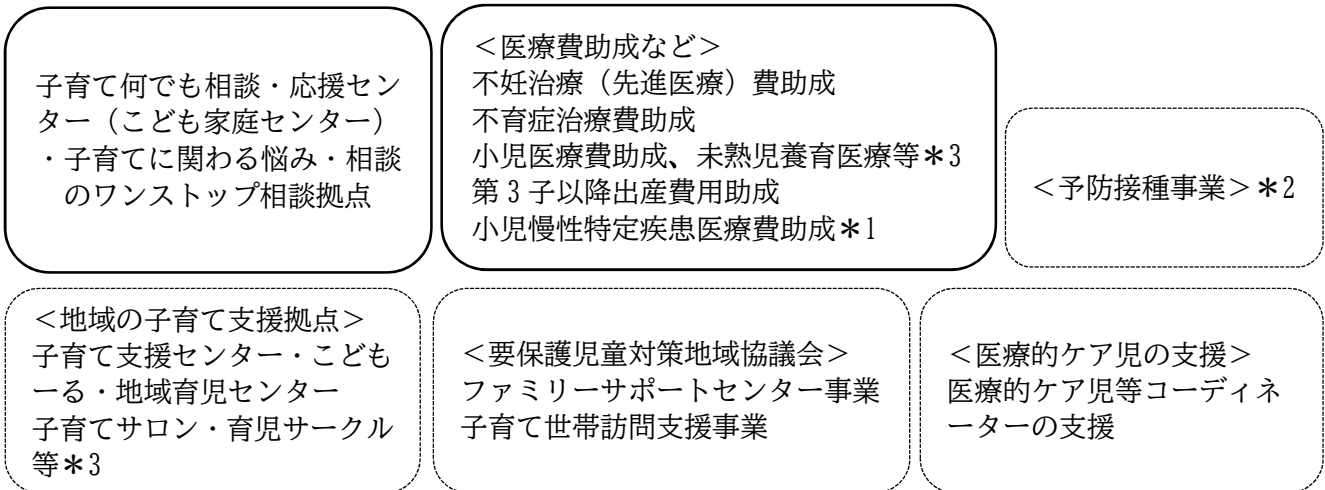 子育て何でも相談・応援セン
ター（こども家庭センター）
・子育てに関わる悩み・相談
のワンストップ相談拠点
＜医療費助成など＞
不妊治療（先進医療）費助成
不育症治療費助成
小児医療費助成、未熟児養育医療等＊3
第 3 子以降出産費用助成
小児慢性特定疾患医療費助成＊1
＜予防接種事業＞＊2
＜地域の子育て支援拠点＞
子育て支援センター・こども
ーる・地域育児センター
子育てサロン・育児サークル
等＊3
＜要保護児童対策地域協議会＞
ファミリーサポートセンター事業
子育て世帯訪問支援事業
＜医療的ケア児の支援＞
医療的ケア児等コーディネ
ーターの支援